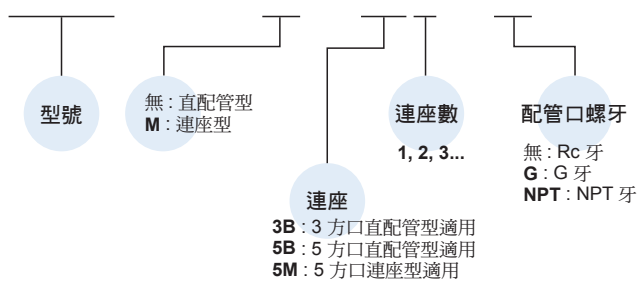 型號
無 : 直配管型
M : 連座型
連座
3B : 3 方口直配管型適用
5B : 5 方口直配管型適用
5M : 5 方口連座型適用
連座數
1, 2, 3...
配管口螺牙
無 : Rc 牙
G : G 牙
NPT : NPT 牙